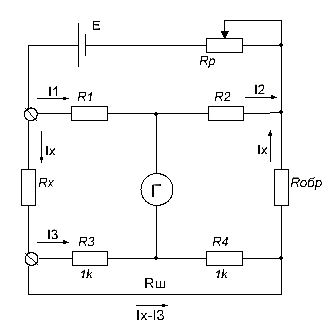 E
Rp
I1
R1
R2
I2
Ix
Ix
Rx
Г
Rобр
I3
R3
R4
1k
1k
Rш
Ix-I3